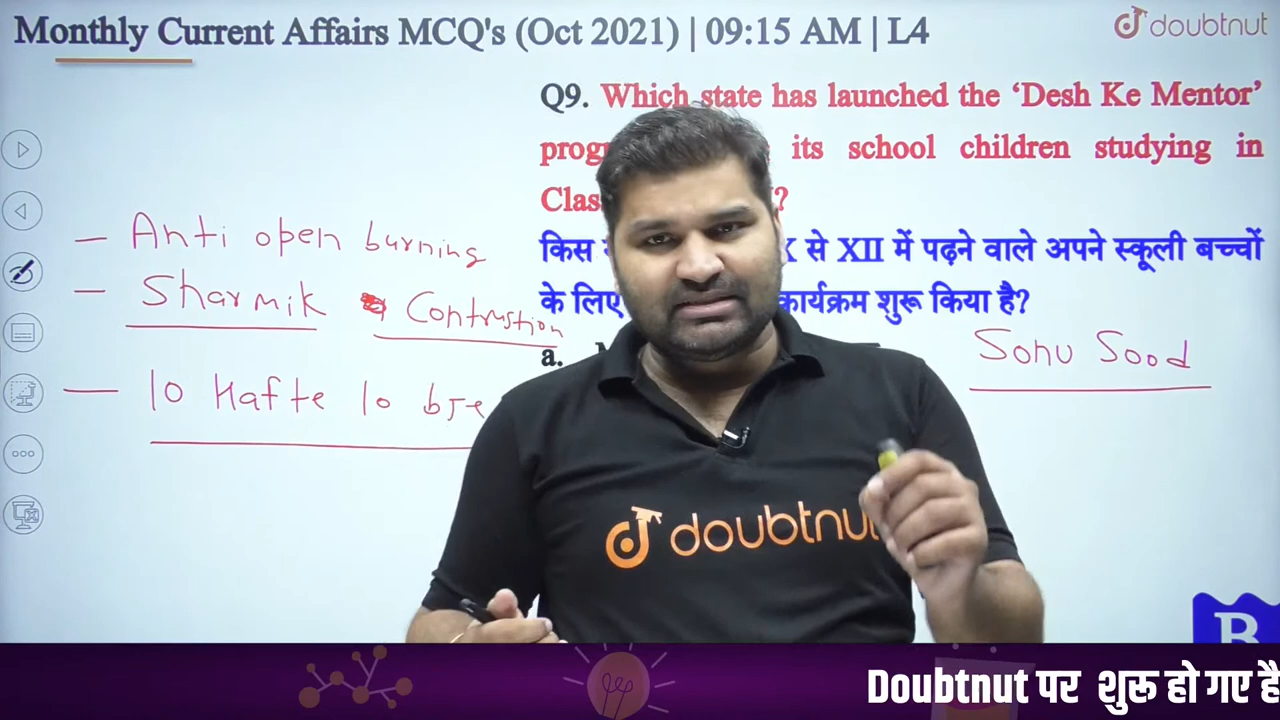 Monthly Current Affairs MCQ's (Oct 2021) | 09:15 AM | L4
doubtnut
Q9. Which state has launched the ‘Desh Ke Mentor’
its school children studying in
?
किस
से XII में पढ़ने वाले अपने स्कूली बच्चों
के लिए
कार्यक्रम शुरू किया है?
a.
— Anti open burning
— Sharmik Contrustion
— 10 Hafte 10 bje
Sonu Sood
doubtnut
B
Doubtnut पर शुरू हो गए है